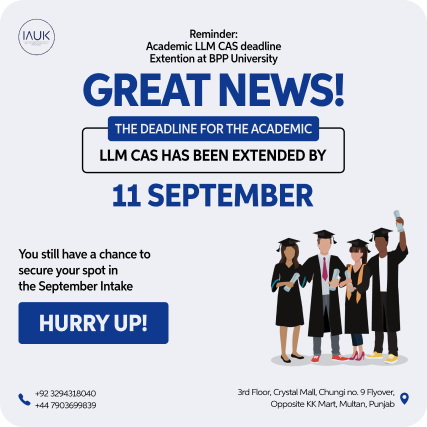 IAUK
Reminder:
Academic LLM CAS deadline
Extention at BPP University
GREAT NEWS!
THE DEADLINE FOR THE ACADEMIC
LLM CAS HAS BEEN EXTENDED BY
11 SEPTEMBER
You still have a chance to
secure your spot in
the September Intake
HURRY UP!
+92 3294318040
+44 7903699839
3rd Floor, Crystal Mall, Chungi no. 9 Flyover,
Opposite KK Mart, Multan, Punjab